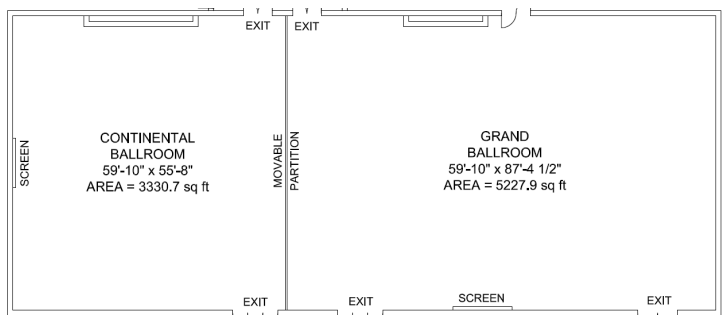 EXIT
EXIT
SCREEN
CONTINENTAL
BALLROOM
59'-10" x 55'-8"
AREA = 3330.7 sq ft
MOVABLE
PARTITION
GRAND
BALLROOM
59'-10" x 87'-4 1/2"
AREA = 5227.9 sq ft
EXIT
EXIT
SCREEN
EXIT